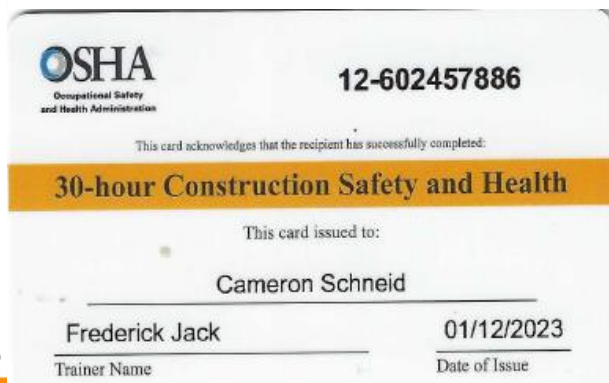 OSHA
Occupational Safety
and Health Administration
12-602457886
This card acknowledges that the recipient has successfully completed:
30-hour Construction Safety and Health
This card issued to:
Cameron Schneid
Frederick Jack
01/12/2023
Trainer Name
Date of Issue